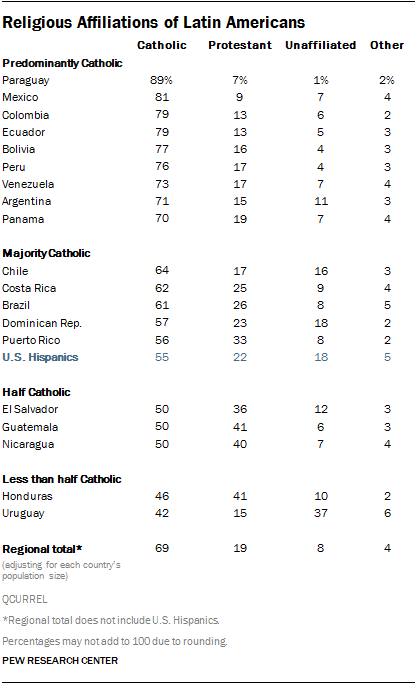 Religious Affiliations of Latin Americans
Catholic Protestant Unaffiliated Other
Predominantly Catholic
Paraguay 89% 7% 1% 2%
Mexico 81 9 7 4
Colombia 79 13 6 2
Ecuador 79 13 5 3
Bolivia 77 16 4 3
Peru 76 17 4 3
Venezuela 73 17 7 4
Argentina 71 15 11 3
Panama 70 19 7 4
Majority Catholic
Chile 64 17 16 3
Costa Rica 62 25 9 4
Brazil 61 26 8 5
Dominican Rep. 57 23 18 2
Puerto Rico 56 33 8 2
U.S. Hispanics 55 22 18 5
Half Catholic
El Salvador 50 36 12 3
Guatemala 50 41 6 3
Nicaragua 50 40 7 4
Less than half Catholic
Honduras 46 41 10 2
Uruguay 42 15 37 6
Regional total* 69 19 8 4
(adjusting for each country's
population size)
QCURREL
*Regional total does not include U.S. Hispanics.
Percentages may not add to 100 due to rounding.
PEW RESEARCH CENTER